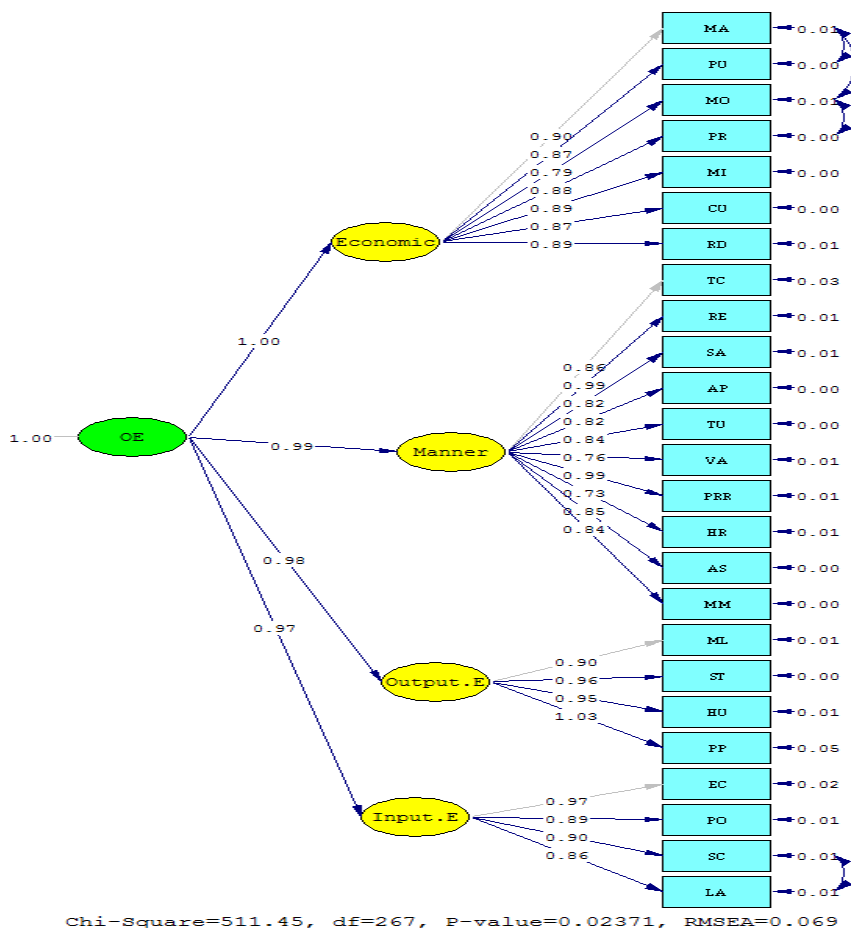 MA 0.01
PU 0.00
MO 0.01
0.90
PR 0.00
0.87
0.79
MI 0.00
0.88
0.89
CU 0.00
0.87
Economic 0.89 RD 0.01
TC 0.03
RE 0.01
1.00
SA 0.01
0.86
0.99
AP 0.00
0.82
0.82
TU 0.00
1.00 OE 0.99 Manner 0.84
0.76
VA 0.01
0.99
0.73
PRR 0.01
0.85
0.84
HR 0.01
0.98
AS 0.00
MM 0.00
0.97
ML 0.01
0.90
Output.E 0.96 ST 0.00
0.95
HU 0.01
1.03
PP 0.05
EC 0.02
0.97
Input.E 0.89 PO 0.01
0.90
SC 0.01
0.86
LA 0.01
Chi-Square=511.45, df=267, P-value=0.02371, RMSEA=0.069